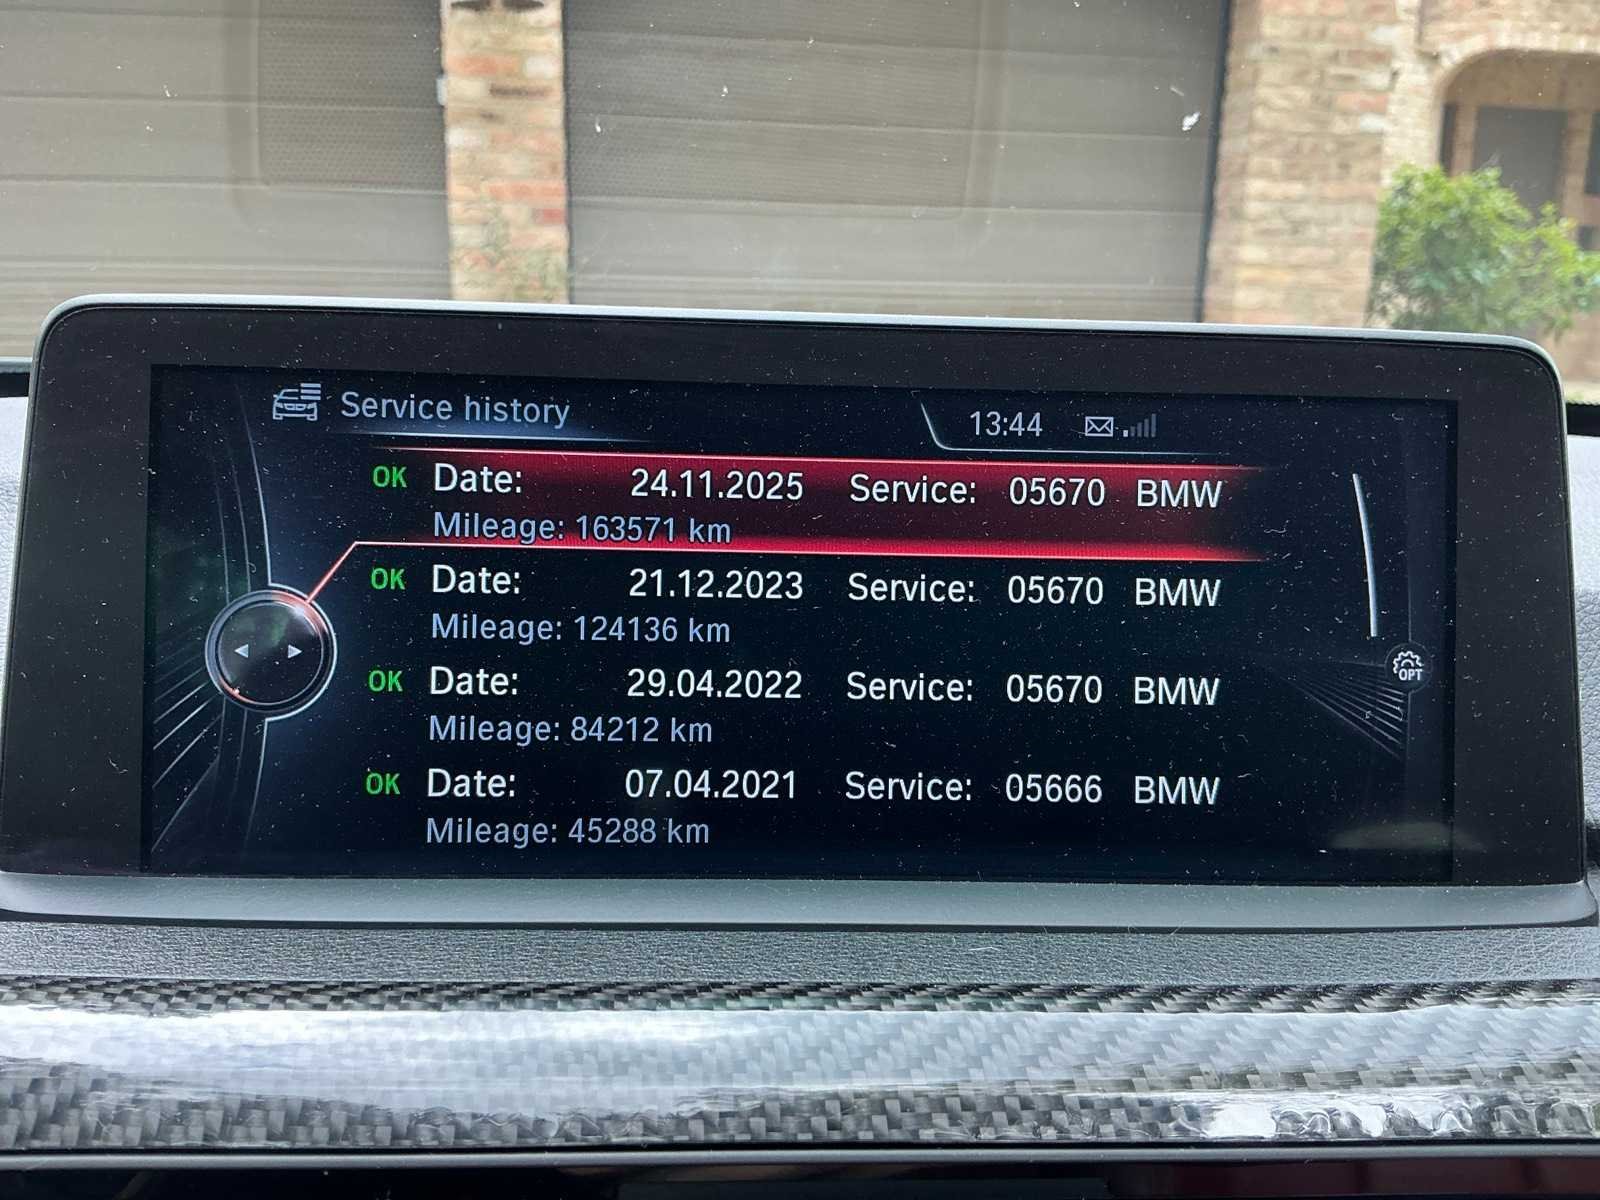 Service history 13:44
OK Date: 24.11.2025 Service: 05670 BMW
Mileage: 163571 km
OK Date: 21.12.2023 Service: 05670 BMW
Mileage: 124136 km
OK Date: 29.04.2022 Service: 05670 BMW
Mileage: 84212 km
OPT
OK Date: 07.04.2021 Service: 05666 BMW
Mileage: 45288 km